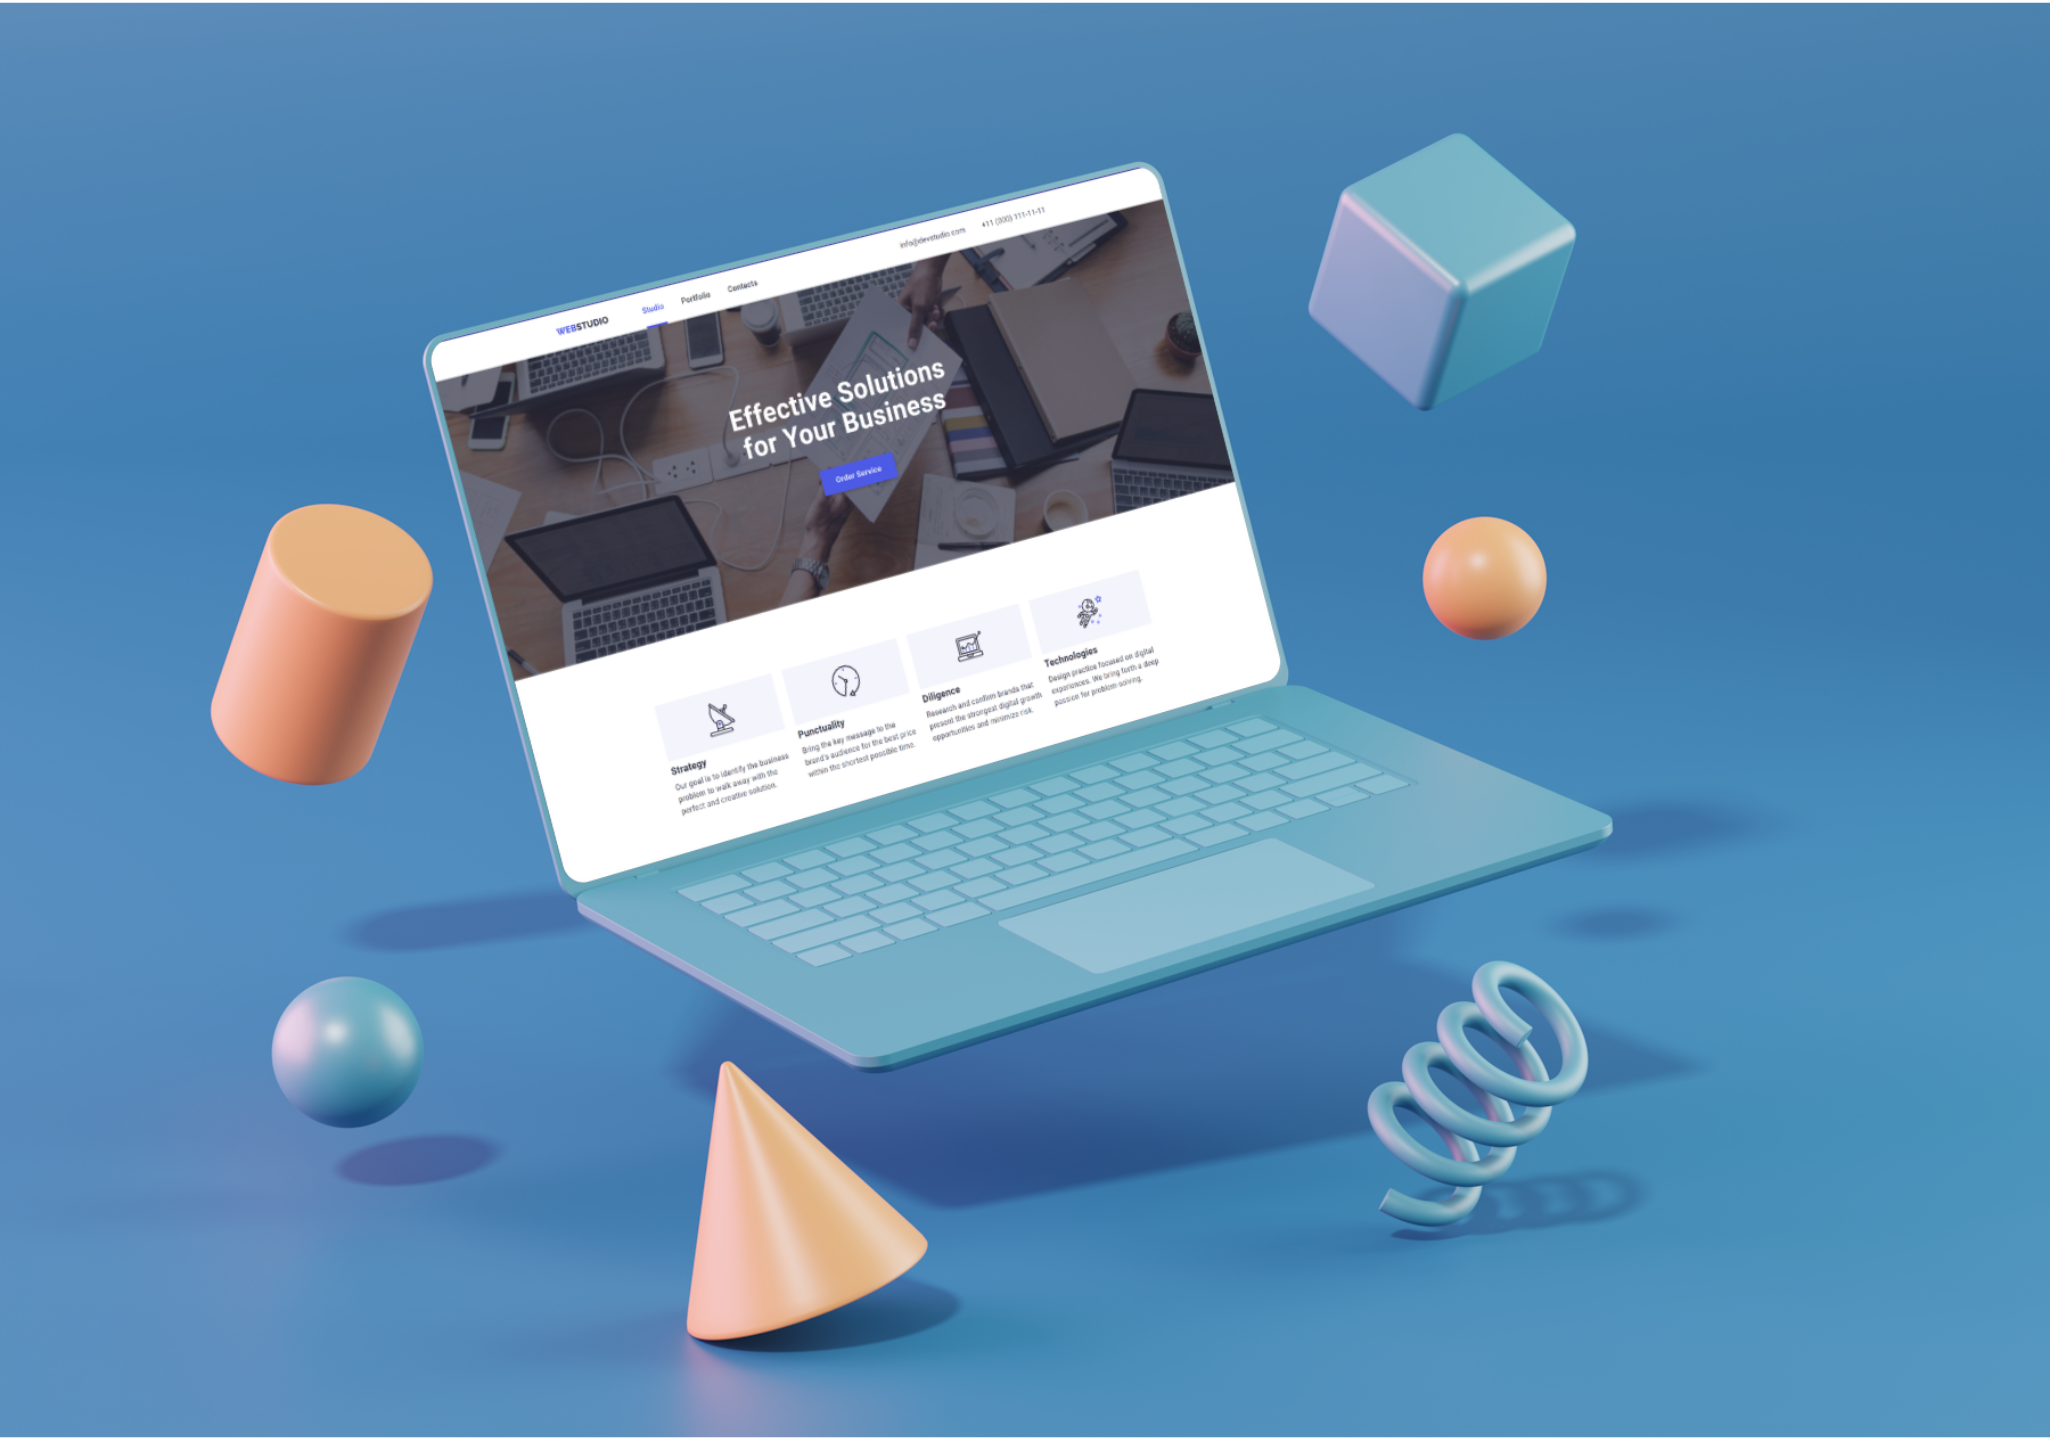 WEBSTUDIO
Studio
Portfolio
Contacts
info@devstudio.com
+11 (300) 111-11-11
Effective Solutions
for Your Business
Order Service
Strategy
Our goal is to identify the business
problem to walk away with the
perfect and creative solution.
Punctuality
Bring the key message to the
brand's audience for the best price
within the shortest possible time.
Diligence
Research and confirm brands that
present the strongest digital growth
opportunities and minimize risk.
Technologies
Design practice focused on digital
experiences. We bring forth a deep
passion for problem-solving.